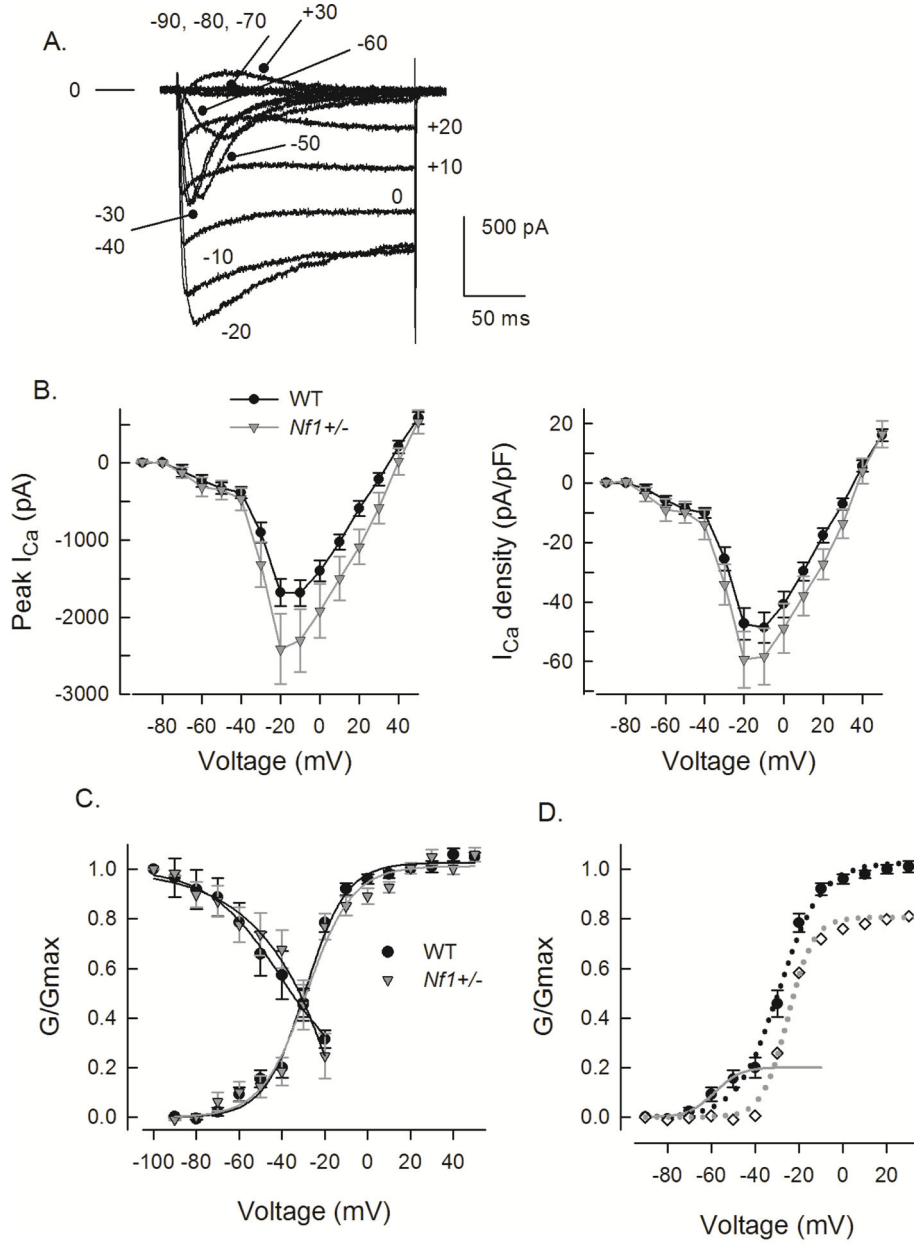 A.
-90, -80, -70
+30
-60
0
+20
-50
+10
0
-30
-40
500 pA
-10
50 ms
-20
B.
WT
Nf1+/-
Peak ICa (pA)
0
-1000
-2000
-3000
-80 -60 -40 -20 0 20 40
Voltage (mV)
ICa density (pA/pF)
20
0
-20
-40
-60
-80 -60 -40 -20 0 20 40
Voltage (mV)
C.
G/Gmax
1.0
0.8
0.6
0.4
0.2
0.0
WT
Nf1+/-
-100 -80 -60 -40 -20 0 20 40
Voltage (mV)
D.
G/Gmax
1.0
0.8
0.6
0.4
0.2
0.0
-80 -60 -40 -20 0 20
Voltage (mV)